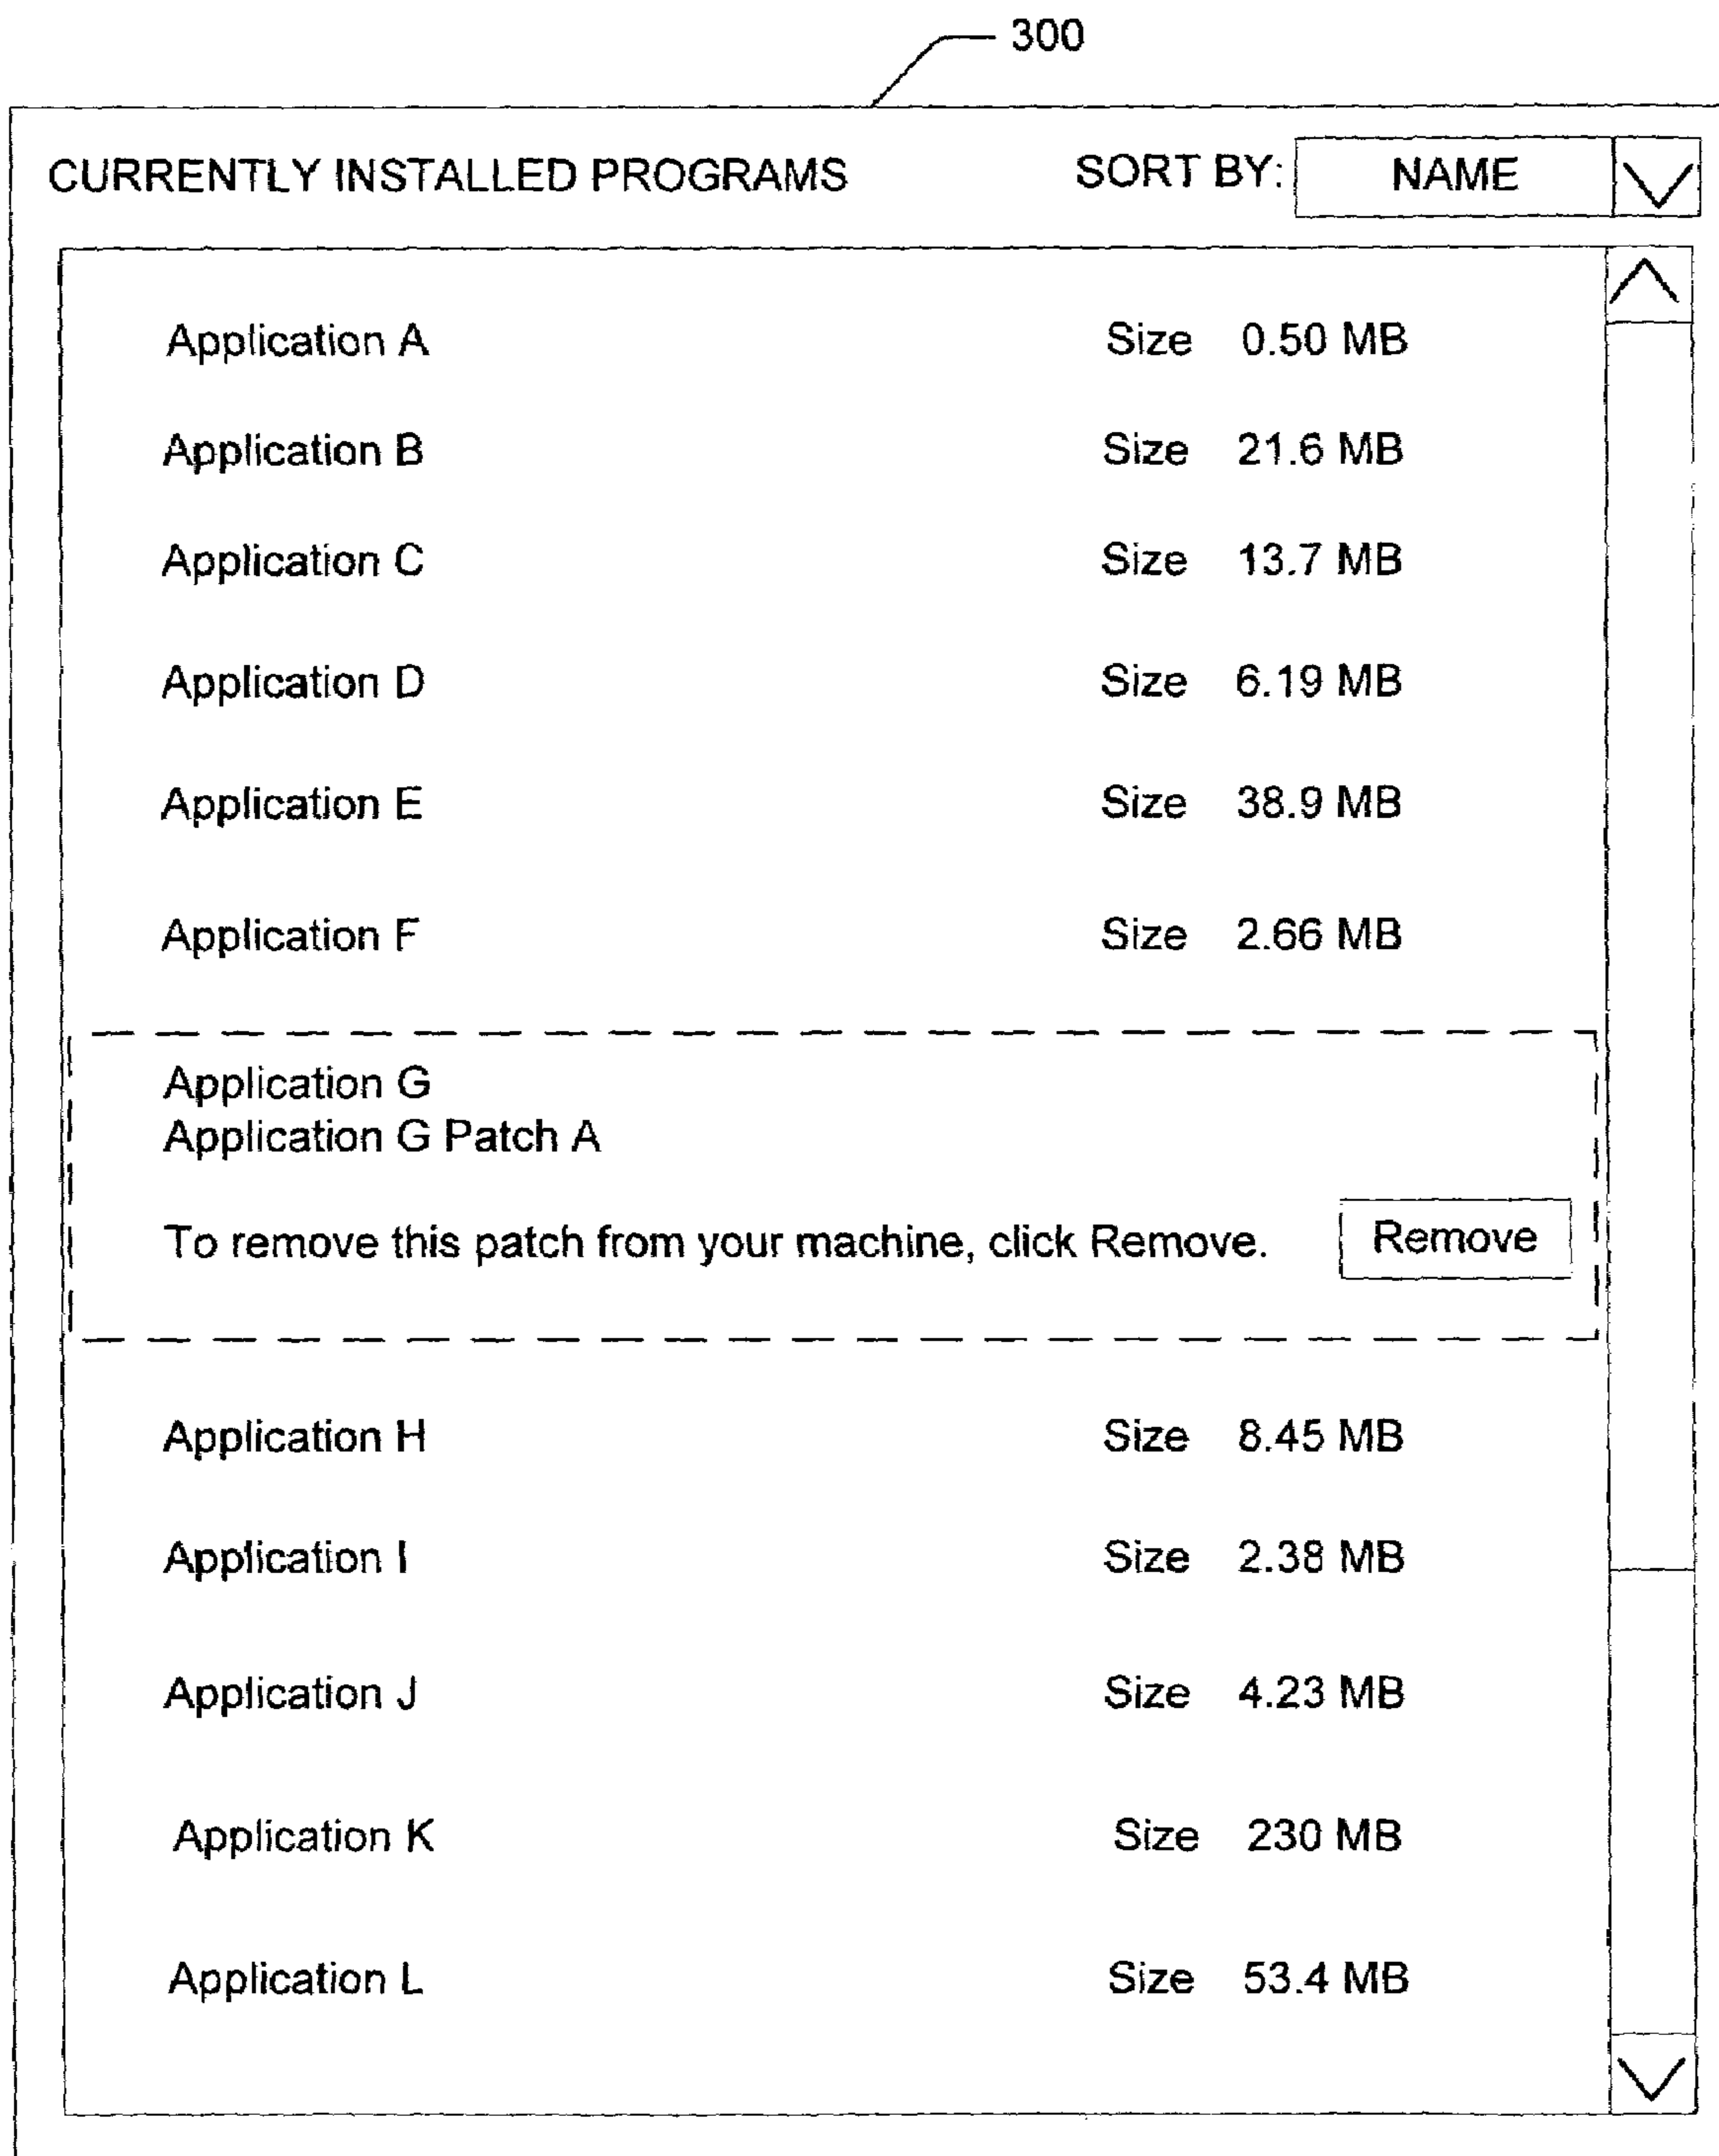 300
CURRENTLY INSTALLED PROGRAMS SORT BY: NAME
Application A Size 0.50 MB
Application B Size 21.6 MB
Application C Size 13.7 MB
Application D Size 6.19 MB
Application E Size 38.9 MB
Application F Size 2.66 MB
Application G
Application G Patch A
To remove this patch from your machine, click Remove. Remove
Application H Size 8.45 MB
Application I Size 2.38 MB
Application J Size 4.23 MB
Application K Size 230 MB
Application L Size 53.4 MB